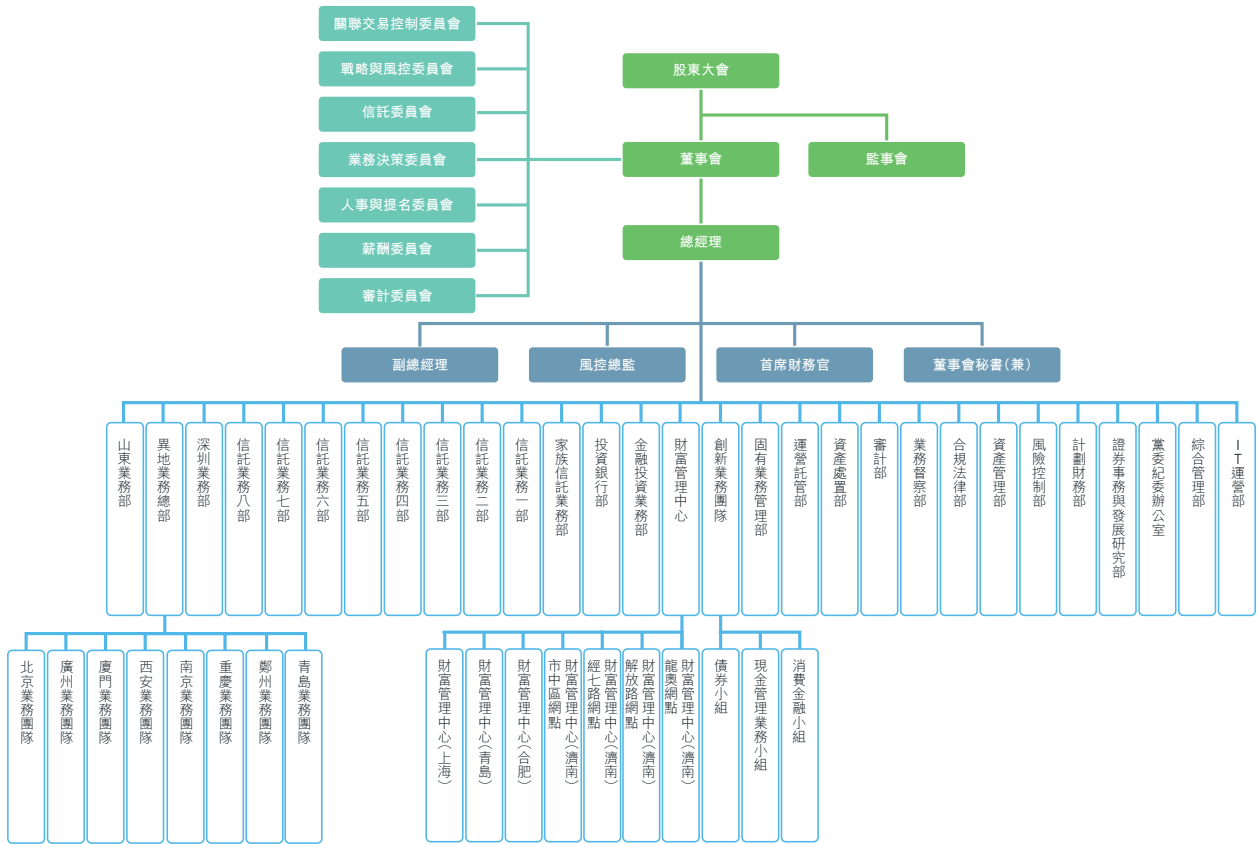 關聯交易控制委員會
戰略與風控委員會
信託委員會
業務決策委員會
人事與提名委員會
薪酬委員會
審計委員會
股東大會
董事會
監事會
總經理
副總經理
風控總監
首席財務官
董事會秘書(兼)
山東業務部
異地業務總部
深圳業務部
信託業務八部
信託業務七部
信託業務六部
信託業務五部
信託業務四部
信託業務三部
信託業務二部
信託業務一部
家族信託業務部
投資銀行部
金融投資業務部
財富管理中心
創新業務團隊
固有業務管理部
運營託管部
資產處置部
審計部
業務督察部
合規法律部
資產管理部
風險控制部
計劃財務部
證券事務與發展研究部
黨委紀委辦公室
綜合管理部
IT運營部
北京業務團隊
廣州業務團隊
廈門業務團隊
西安業務團隊
南京業務團隊
重慶業務團隊
鄭州業務團隊
青島業務團隊
財富管理中心(上海)
財富管理中心(青島)
財富管理中心(合肥)
財富管理中心(濟南)
市中區網點
財富管理中心(濟南)
經七路網點
財富管理中心(濟南)
解放路網點
財富管理中心(濟南)
龍奧網點
債券小組
現金管理業務小組
消費金融小組